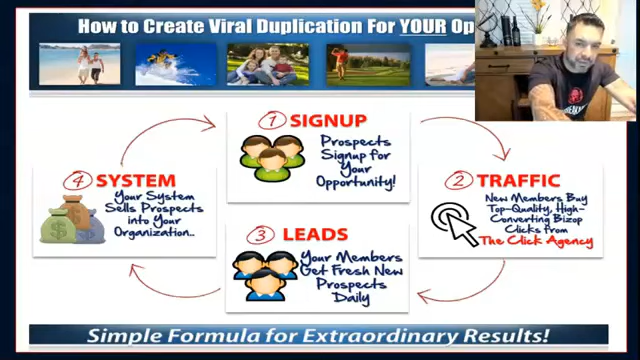 How to Create Viral Duplication For YOUR Op
1 SIGNUP
Prospects
Signup for
Your
Opportunity!
2 TRAFFIC
New Members Buy
Top-Quality, High-
Converting Bizop
Clicks from
The Click Agency
3 LEADS
Your Members
Get Fresh New
Prospects
Daily
4 SYSTEM
Your System
Sells Prospects
into Your
Organization...
Simple Formula for Extraordinary Results!